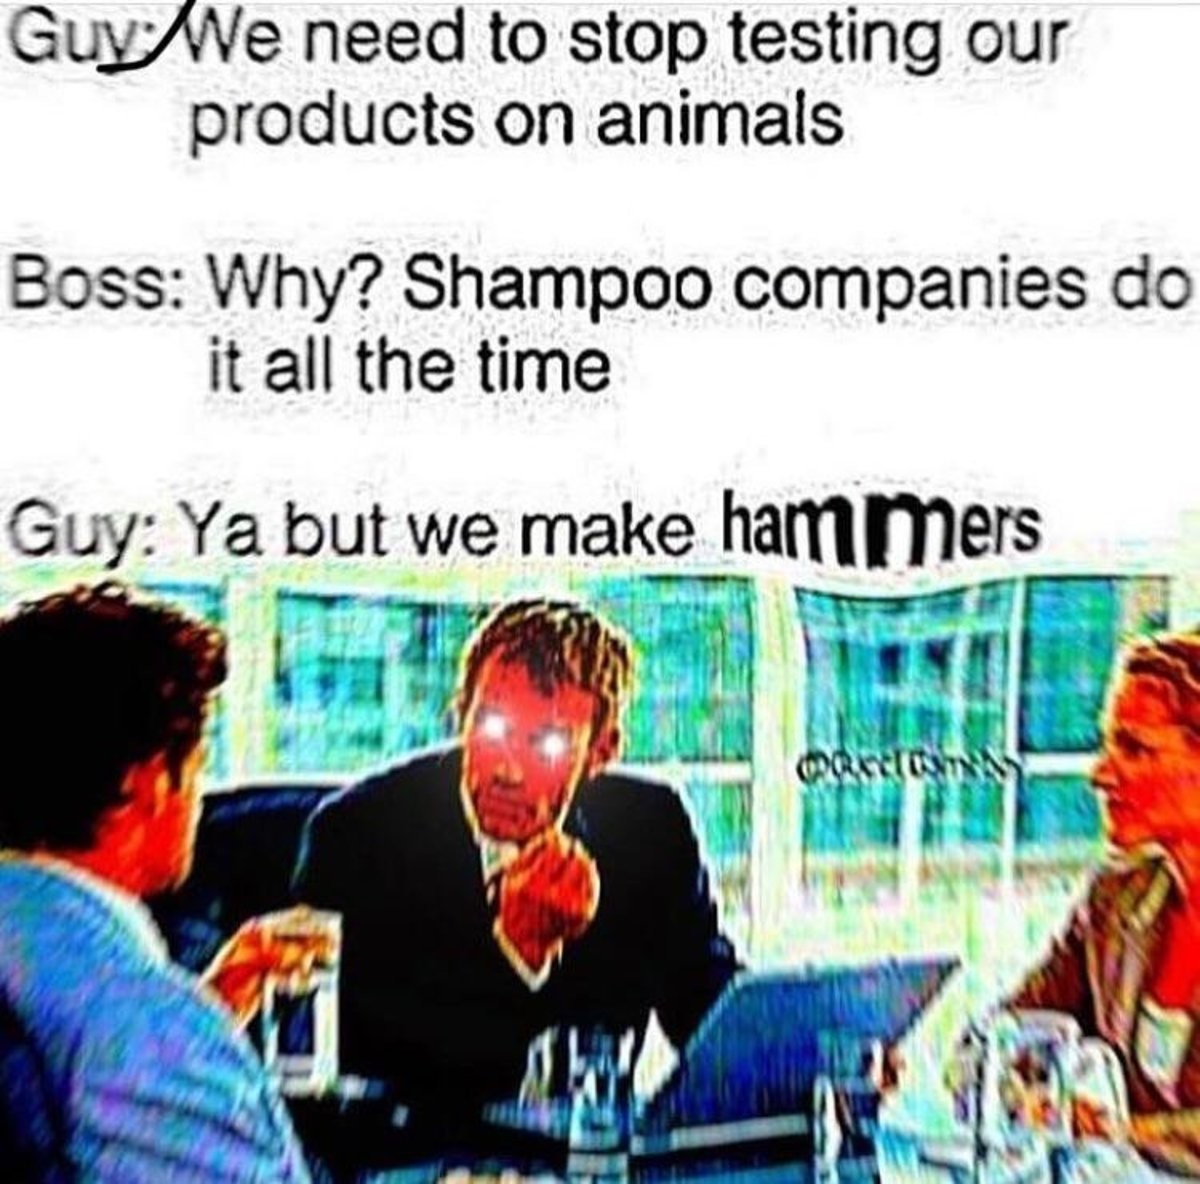 Guy: We need to stop testing our
products on animals
Boss: Why? Shampoo companies do
it all the time
Guy: Ya but we make hammers